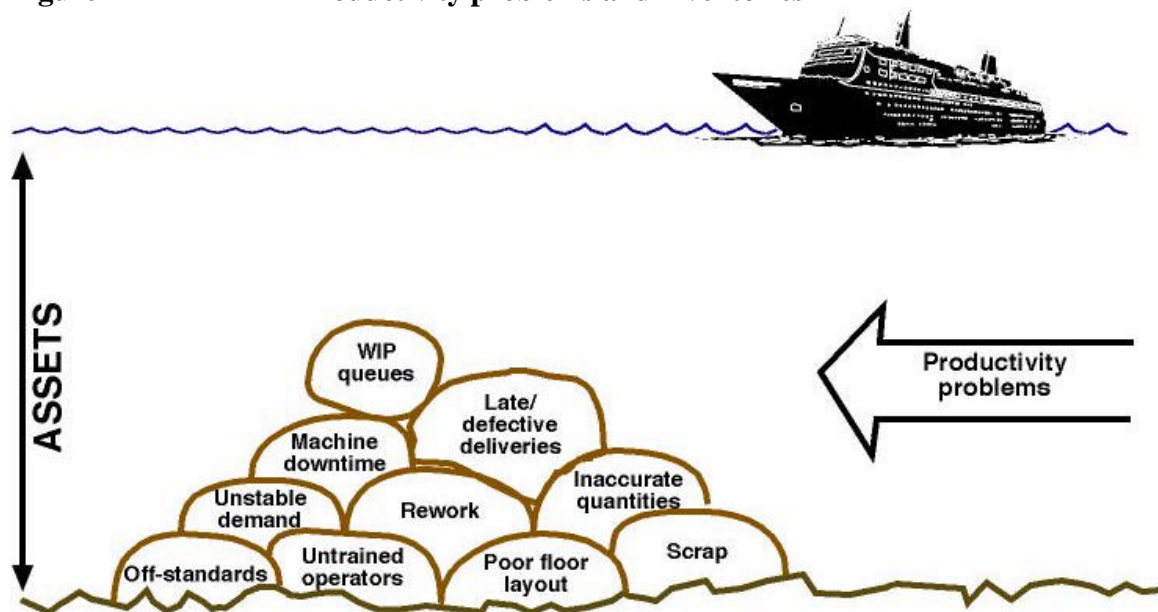 ASSETS
WIP
queues
Late/
defective
deliveries
Machine
downtime
Inaccurate
quantities
Unstable
demand
Rework
Scrap
Off-standards
Untrained
operators
Poor floor
layout
Productivity
problems